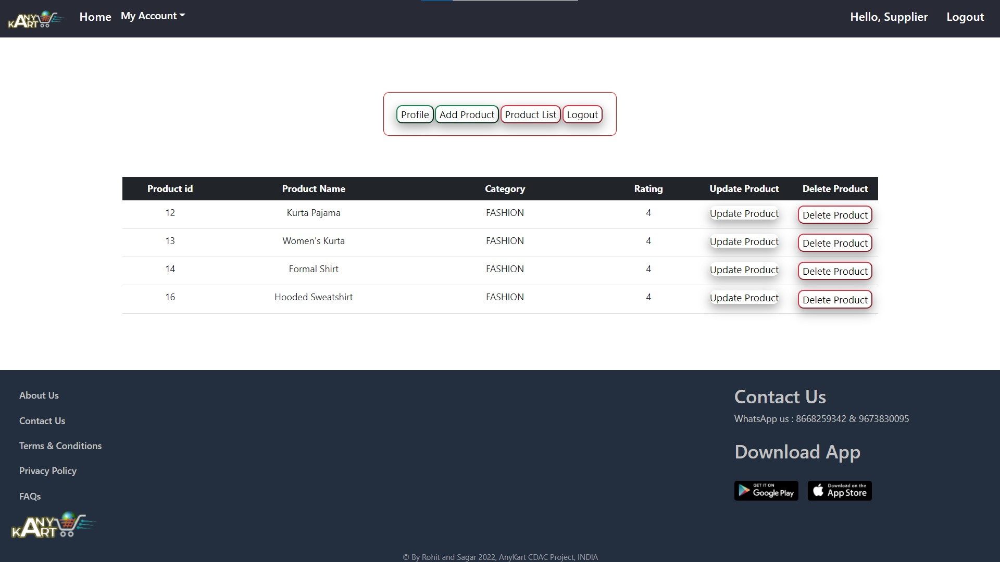 ANY KART Home My Account Hello, Supplier Logout
Profile Add Product Product List Logout
Product id Product Name Category Rating Update Product Delete Product
12 Kurta Pajama FASHION 4 Update Product Delete Product
13 Women's Kurta FASHION 4 Update Product Delete Product
14 Formal Shirt FASHION 4 Update Product Delete Product
16 Hooded Sweatshirt FASHION 4 Update Product Delete Product
About Us
Contact Us
Terms & Conditions
Privacy Policy
FAQs
ANY
KART
Contact Us
WhatsApp us : 8668259342 & 9673830095
Download App
GET IT ON
Google Play
Download on the
App Store
© By Rohit and Sagar 2022, AnyKart CDAC Project, INDIA